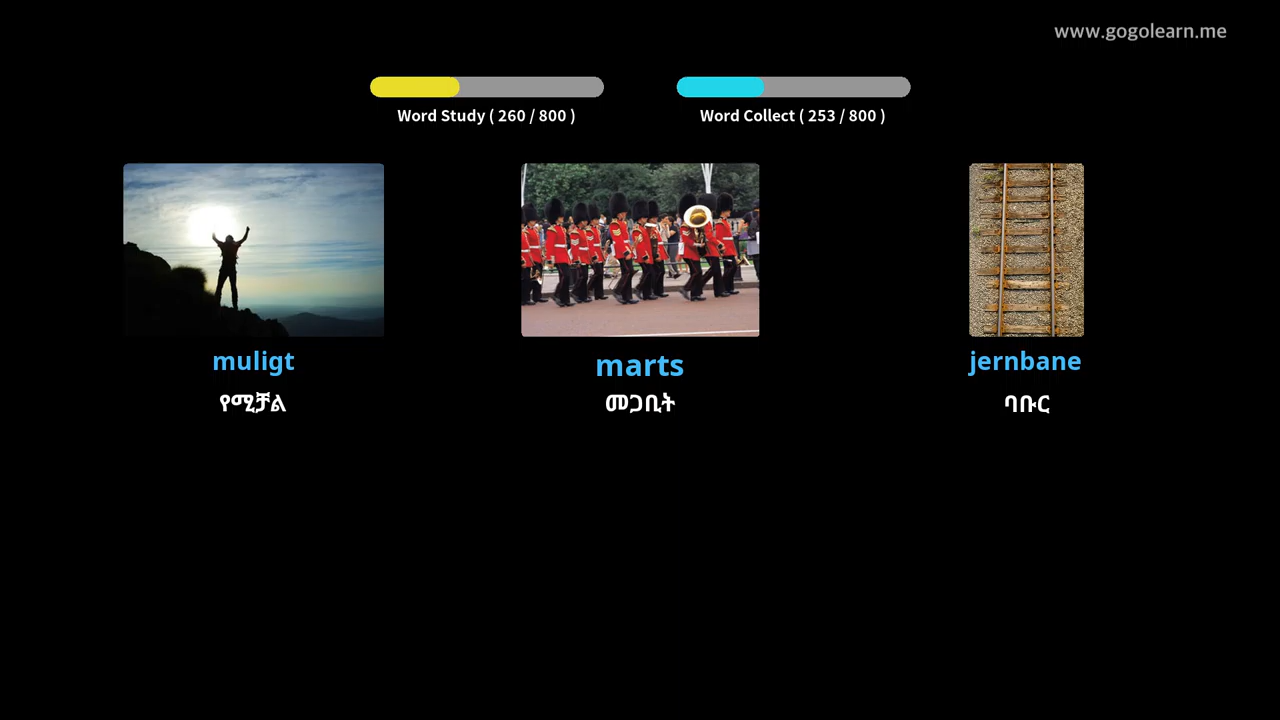 www.gogolearn.me
Word Study ( 260 / 800 )
Word Collect ( 253 / 800 )
muligt
የሚቻል
marts
መጋቢት
jernbane
ባቡር